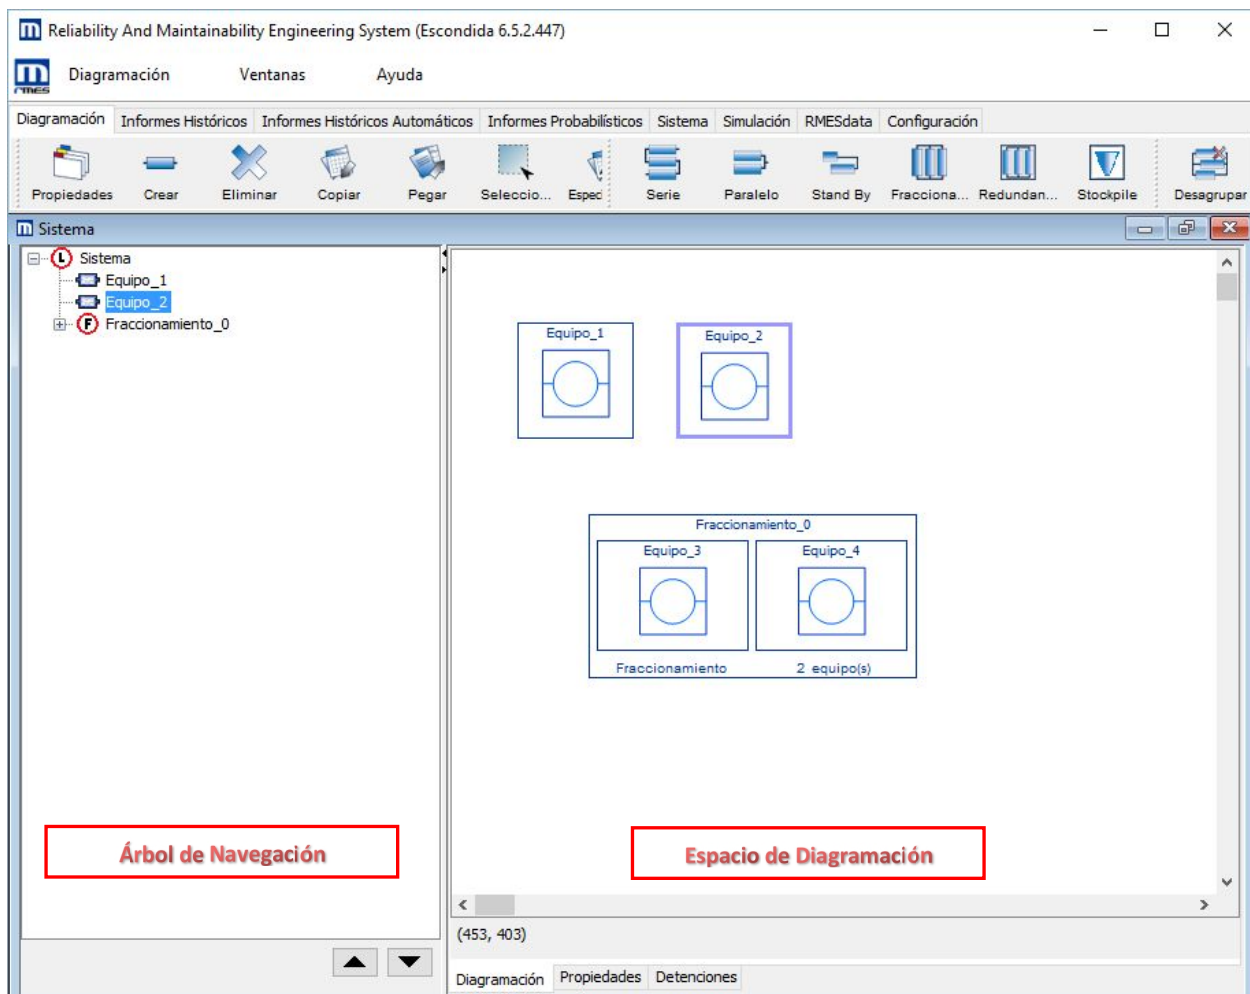 Reliability And Maintainability Engineering System (Escondida 6.5.2.447)
rmes Diagramación Ventanas Ayuda
Diagramación Informes Históricos Informes Históricos Automáticos Informes Probabilísticos Sistema Simulación RMESdata Configuración
Propiedades Crear Eliminar Copiar Pegar Seleccio... Espec Serie Paralelo Stand By Fracciona... Redundan... Stockpile Desagrupar
Sistema
L Sistema
Equipo_1
Equipo_2
F Fraccionamiento_0
Equipo_1 Equipo_2
Fraccionamiento_0
Equipo_3 Equipo_4
Fraccionamiento 2 equipo(s)
Árbol de Navegación
Espacio de Diagramación
(453, 403)
Diagramación Propiedades Detenciones